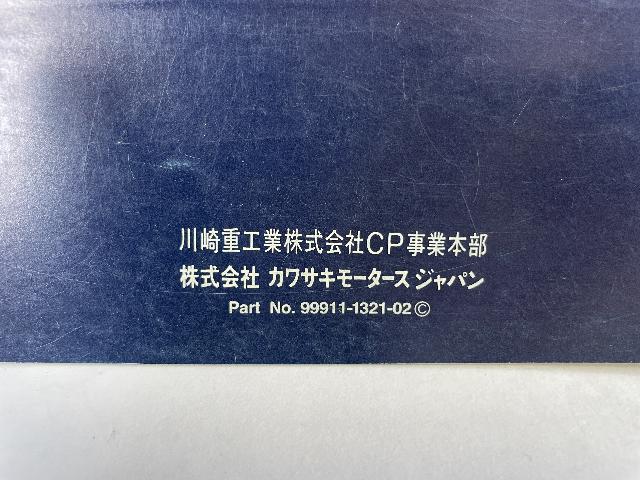 川崎重工業株式会社CP事業本部
株式会社 カワサキモータース ジャパン
Part No. 99911-1321-02 ©